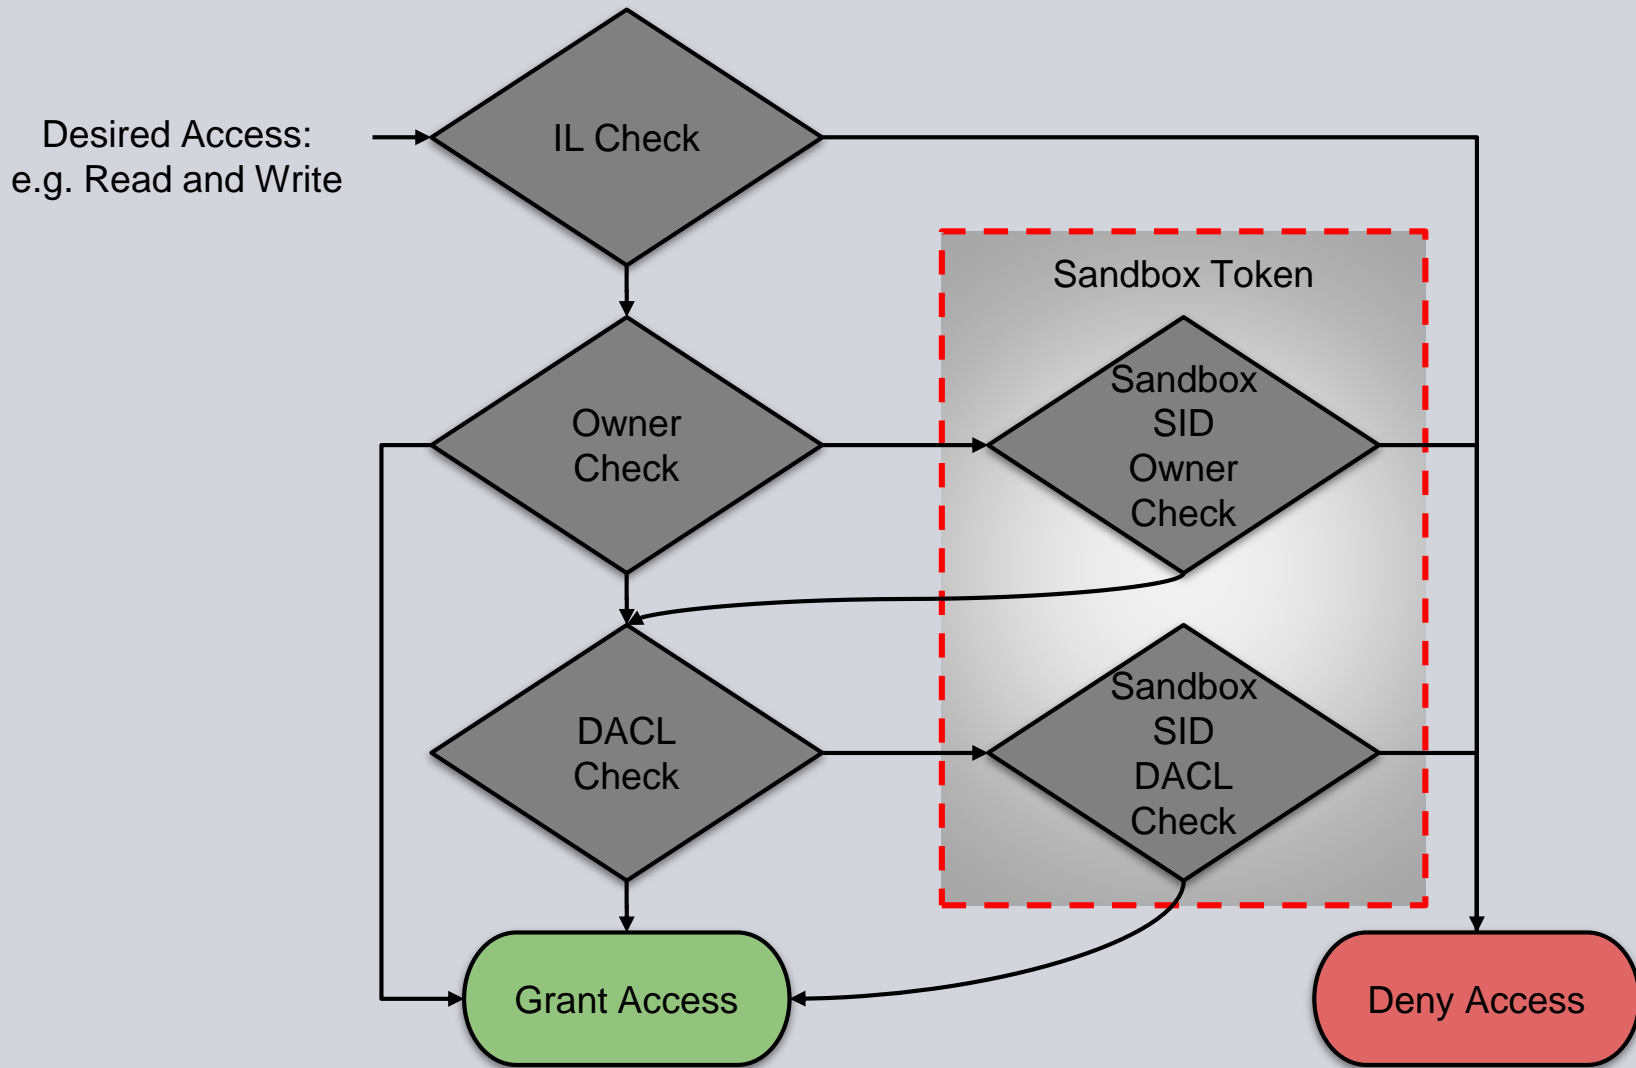 Desired Access:
e.g. Read and Write
IL Check
Sandbox Token
Owner
Check
Sandbox
SID
Owner
Check
DACL
Check
Sandbox
SID
DACL
Check
Grant Access
Deny Access